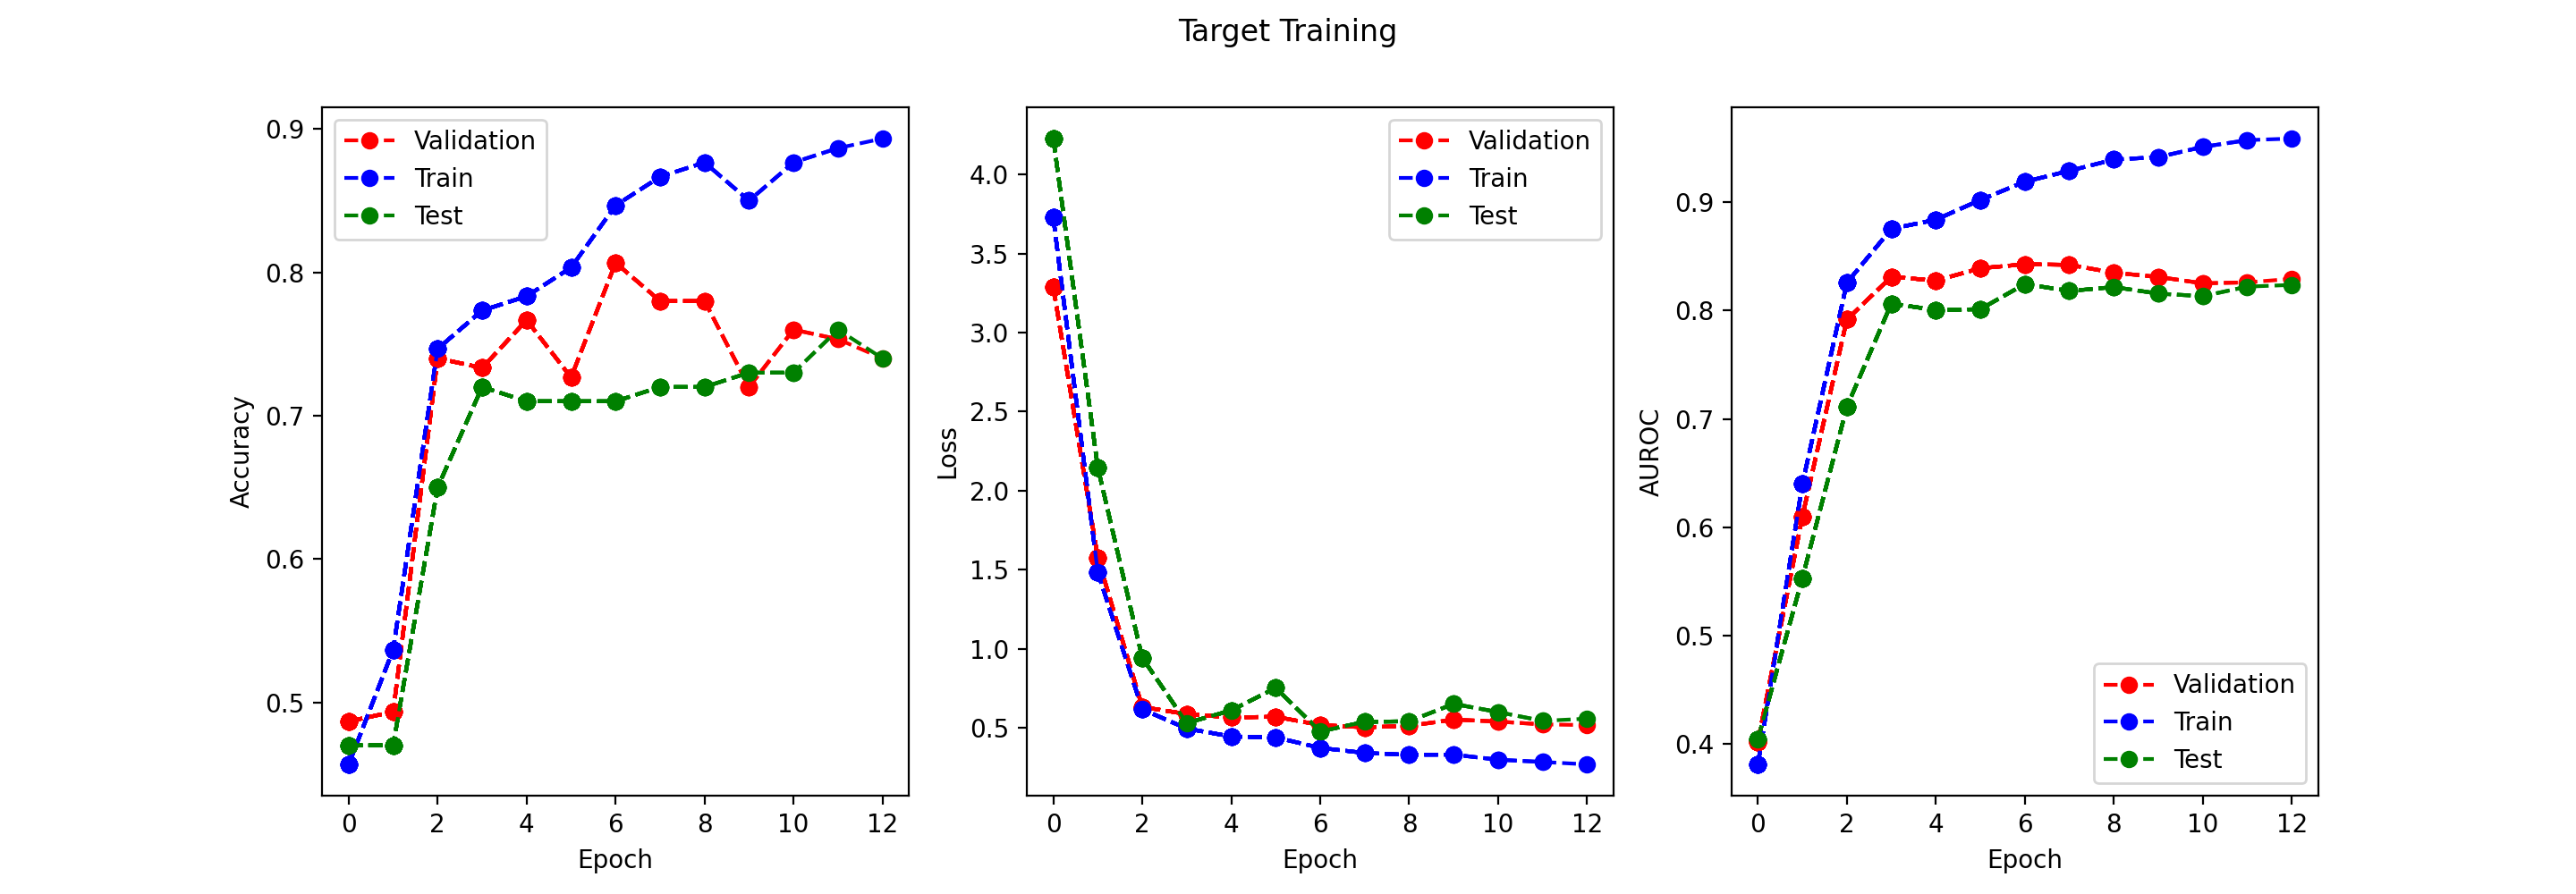 Target Training
0.9
0.8
0.7
0.6
0.5
Accuracy
Validation
Train
Test
0 2 4 6 8 10 12
Epoch
4.0
3.5
3.0
2.5
2.0
1.5
1.0
0.5
Loss
Validation
Train
Test
0 2 4 6 8 10 12
Epoch
0.9
0.8
0.7
0.6
0.5
0.4
AUROC
Validation
Train
Test
0 2 4 6 8 10 12
Epoch